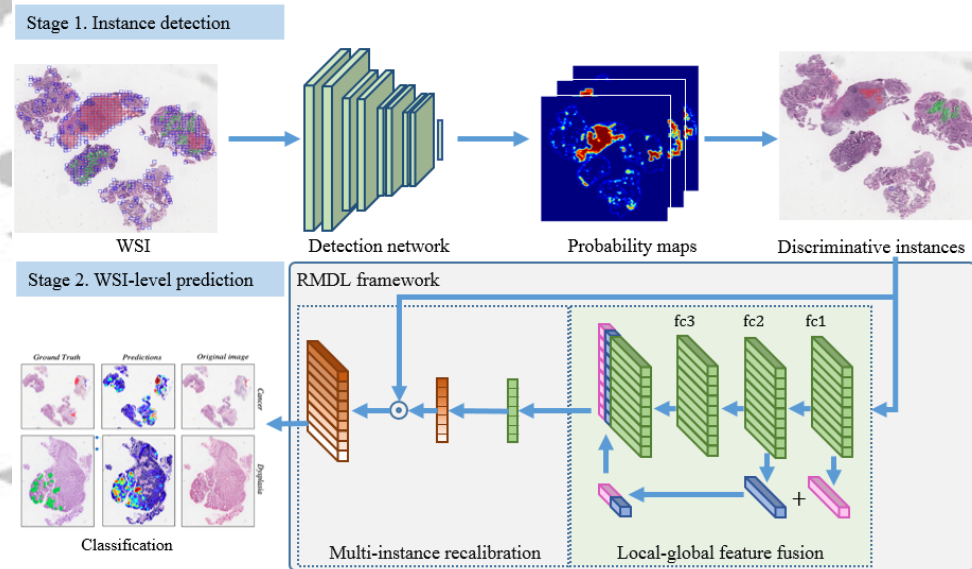 Stage 1. Instance detection
WSI
Detection network
Probability maps
Discriminative instances
Stage 2. WSI-level prediction
RMDL framework
fc3
fc2
fc1
Ground Truth
Predictions
Original image
Cancer
Dysplasia
+
Classification
Multi-instance recalibration
Local-global feature fusion